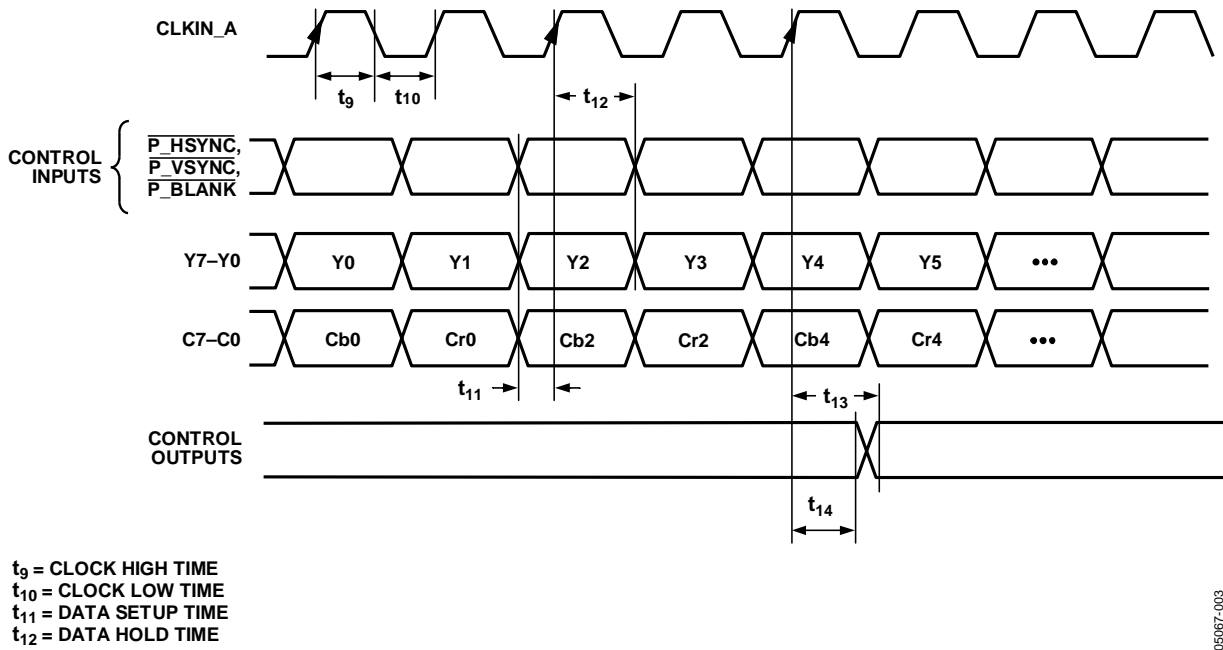 CLKIN_A
t9 t10 t12
CONTROL INPUTS
P_HSYNC,
P_VSYNC,
P_BLANK
Y7–Y0 Y0 Y1 Y2 Y3 Y4 Y5 •••
C7–C0 Cb0 Cr0 Cb2 Cr2 Cb4 Cr4 •••
t11 t13
CONTROL
OUTPUTS
t14
t9 = CLOCK HIGH TIME
t10 = CLOCK LOW TIME
t11 = DATA SETUP TIME
t12 = DATA HOLD TIME
05067-003